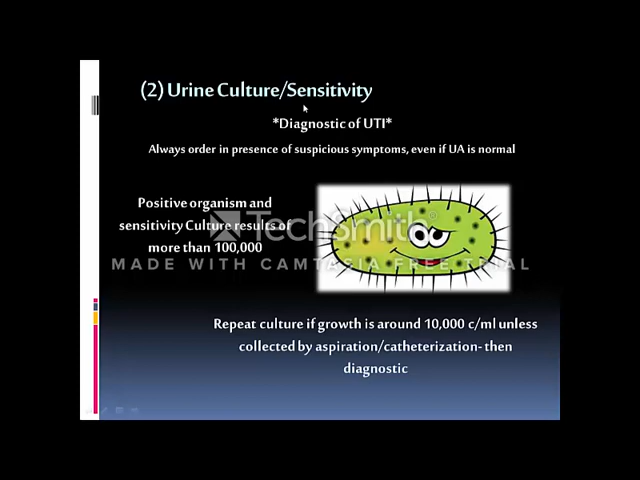 (2) Urine Culture/Sensitivity
*Diagnostic of UTI*
Always order in presence of suspicious symptoms, even if UA is normal
Positive organism and
sensitivity Culture results of
more than 100,000
TechSmith®
MADE WITH CAMTASIA FREE TRIAL
Repeat culture if growth is around 10,000 c/ml unless
collected by aspiration/catheterization- then
diagnostic